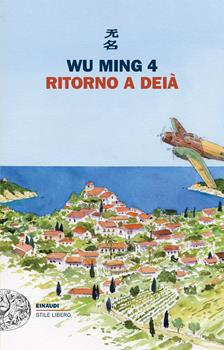 无名
WU MING 4
RITORNO A DEIÀ
EINAUDI
STILE LIBERO